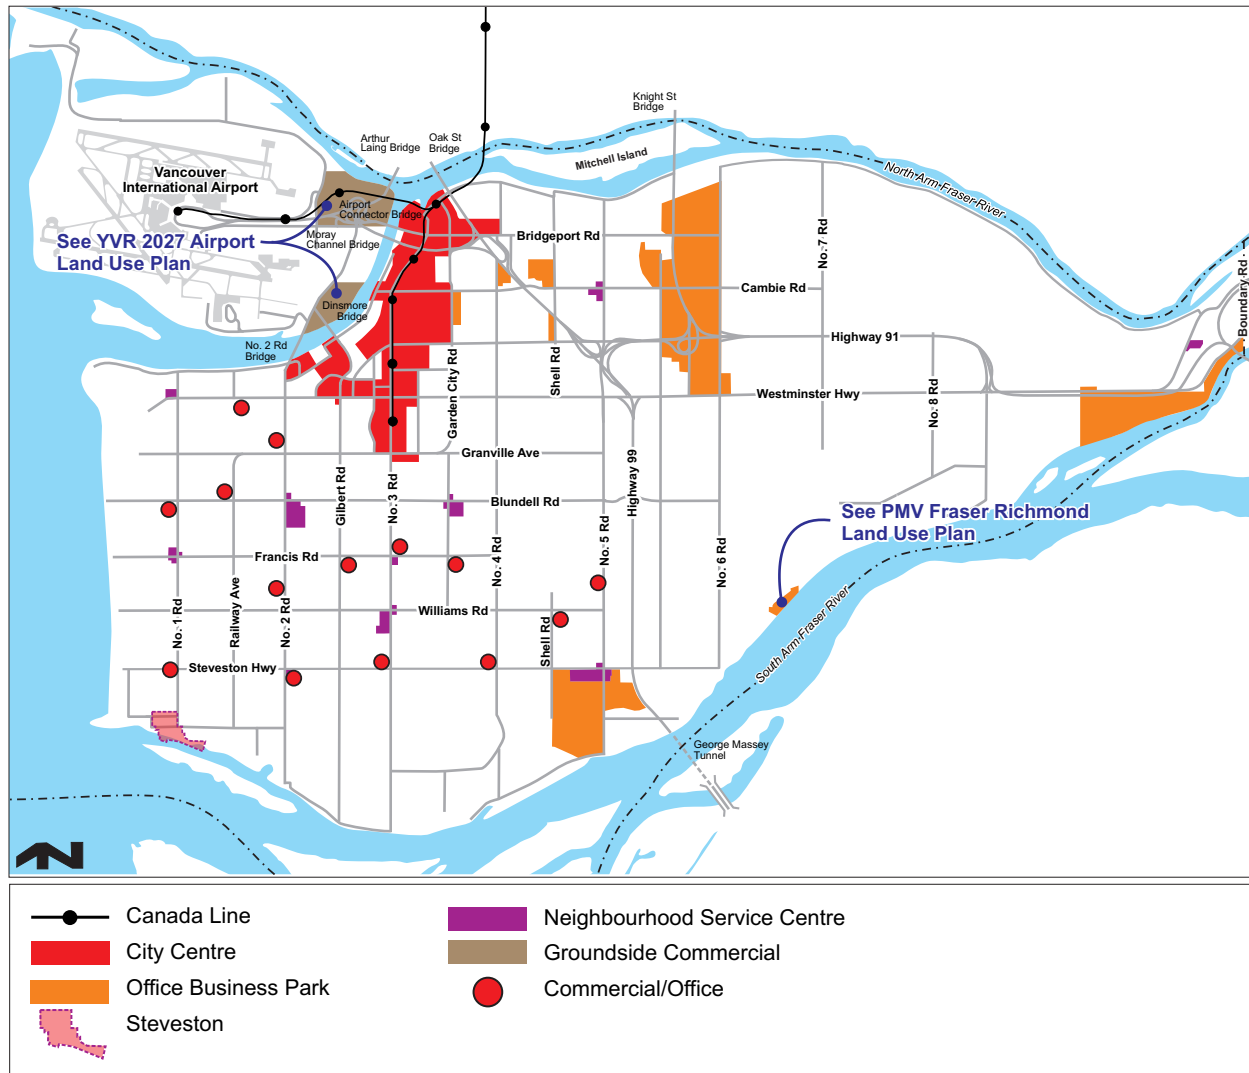 Knight St
Bridge
Arthur
Laing Bridge
Oak St
Bridge
Mitchell Island
Vancouver
International Airport
North Arm Fraser River
No. 7 Rd
Airport
Connector Bridge
Moray
Channel Bridge
See YVR 2027 Airport
Land Use Plan
Bridgeport Rd
Boundary Rd
Cambie Rd
Dinsmore
Bridge
No. 2 Rd
Bridge
Highway 91
Garden City Rd
Shell Rd
Westminster Hwy
No. 8 Rd
Granville Ave
Gilbert Rd
No. 3 Rd
Highway 99
Blundell Rd
See PMV Fraser Richmond
Land Use Plan
Francis Rd
No. 4 Rd
No. 5 Rd
No. 6 Rd
No. 1 Rd
Railway Ave
No. 2 Rd
Williams Rd
Shell Rd
South Arm Fraser River
Steveston Hwy
George Massey
Tunnel
N
Canada Line
City Centre
Office Business Park
Steveston
Neighbourhood Service Centre
Groundside Commercial
Commercial/Office